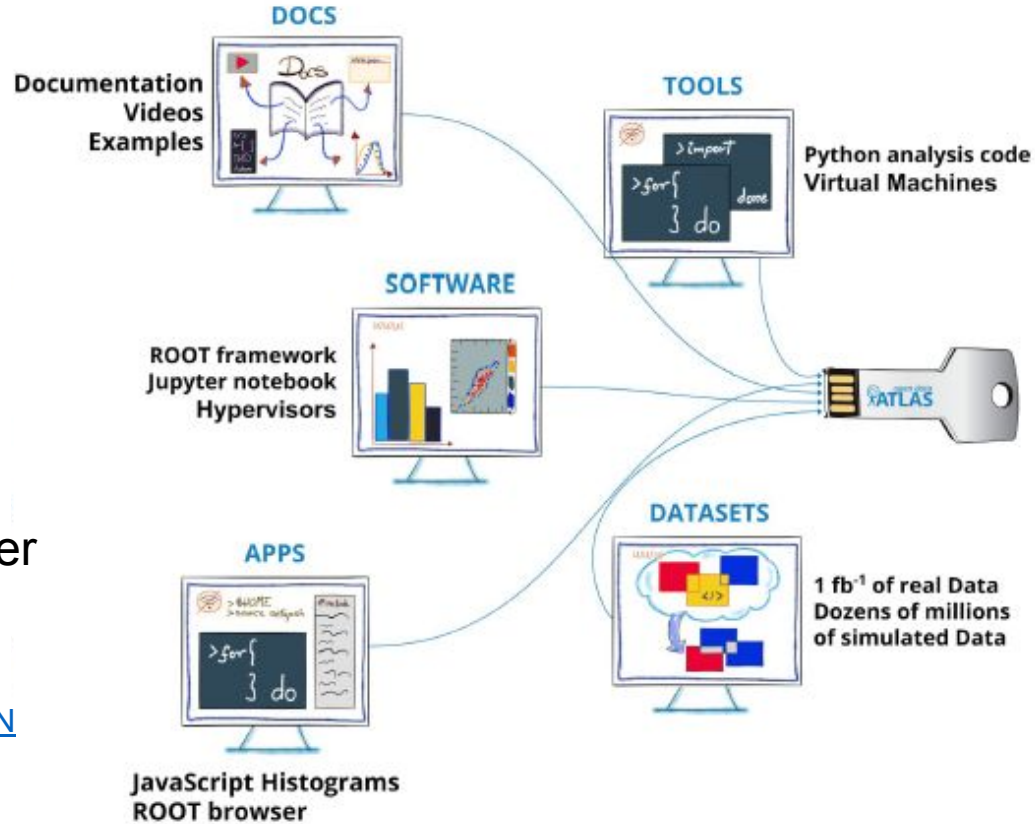 DOCS
Documentation
Videos
Examples
Docs
TOOLS
>import
>for{
} do
done
Python analysis code
Virtual Machines
SOFTWARE
ROOT framework
Jupyter notebook
Hypervisors
open data
ATLAS
er
N
APPS
>for{
} do
JavaScript Histograms
ROOT browser
DATASETS
</>
1 fb⁻¹ of real Data
Dozens of millions
of simulated Data